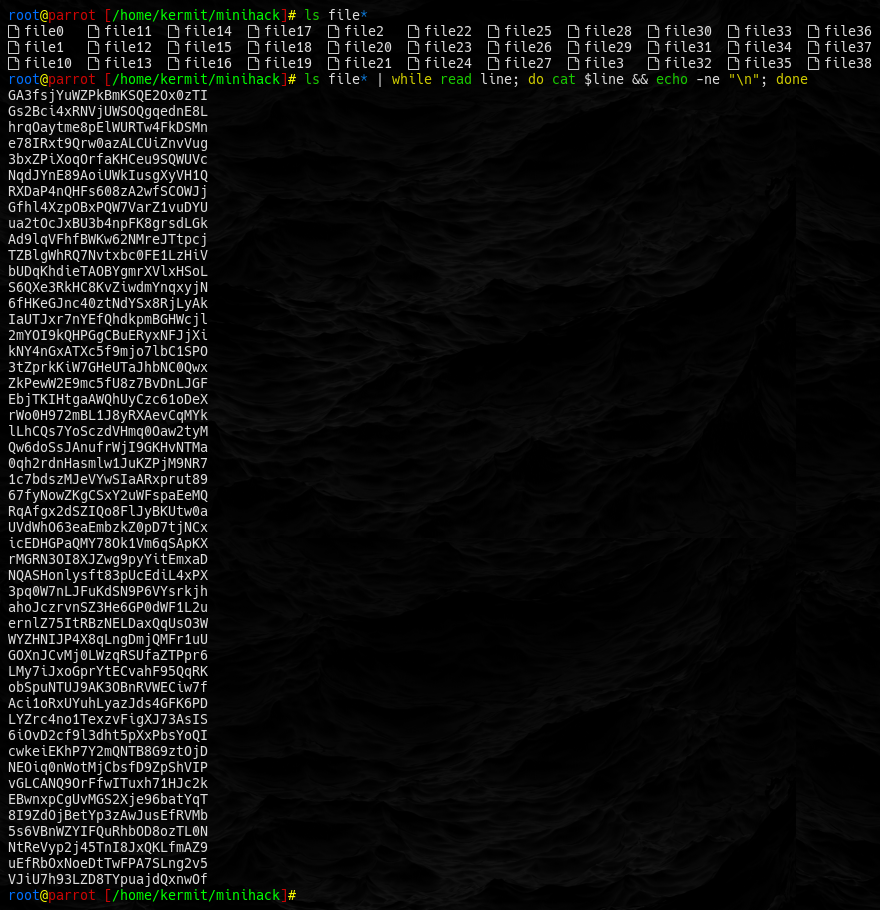 root@parrot [/home/kermit/minihack]# ls file*
file0 file11 file14 file17 file2 file22 file25 file28 file30 file33 file36
file1 file12 file15 file18 file20 file23 file26 file29 file31 file34 file37
file10 file13 file16 file19 file21 file24 file27 file3 file32 file35 file38
root@parrot [/home/kermit/minihack]# ls file* | while read line; do cat $line && echo -ne "\n"; done
GA3fsjYuWZPkBmKSQE2Ox0zTI
Gs2Bci4xRNVjUWSOQgqednE8L
hrqOaytme8pElWURTw4FkDSMn
e78IRxt9Qrw0azALCUiZnvVug
3bxZPiXoqOrfaKHCeu9SQWUVc
NqdJYnE89AoiUWkIusgXyVH1Q
RXDaP4nQHFs608zA2wfSCOWJj
Gfhl4XzpOBxPQW7VarZ1vuDYU
ua2tOcJxBU3b4npFK8grsdLGk
Ad9lqVFhfBWKw62NMreJTtpcj
TZBlgWhRQ7Nvtxbc0FE1LzHiV
bUDqKhdieTAOBYgmrXVlxHSoL
S6QXe3RkHC8KvZiwdmYnqxyjN
6fHKeGJnc40ztNdYSx8RjLyAk
IaUTJxr7nYEfQhdkpmBGHWcjl
2mYOI9kQHPGgCBuERyxNFJjXi
kNY4nGxATXc5f9mjo7lbC1SPO
3tZprkKiW7GHeUTaJhbNC0Qwx
ZkPewW2E9mc5fU8z7BvDnLJGF
EbjTKIHtgaAWQhUyCzc61oDeX
rWo0H972mBL1J8yRXAevCqMYk
lLhCQs7YoSczdVHmq0Oaw2tyM
Qw6doSsJAnufrWjI9GKHvNTMa
0qh2rdnHasmlw1JuKZPjM9NR7
1c7bdszMJeVYwSIaARxprut89
67fyNowZKgCSxY2uWFspaEeMQ
RqAfgx2dSZIQo8FlJyBKUtw0a
UVdWhO63eaEmbzkZ0pD7tjNCx
icEDHGPaQMY78Ok1Vm6qSApKX
rMGRN3OI8XJZwg9pyYitEmxaD
NQASHonlysft83pUcEdiL4xPX
3pq0W7nLJFuKdSN9P6VYsrkjh
ahoJczrvnSZ3He6GP0dWF1L2u
ernlZ75ItRBzNELDaxQqUsO3W
WYZHNIJP4X8qLngDmjQMFr1uU
GOXnJCvMj0LWzqRSUfaZTPpr6
LMy7iJxoGprYtECvahF95QqRK
obSpuNTUJ9AK3OBnRVWECiw7f
Aci1oRxUYuhLyazJds4GFK6PD
LYZrc4no1TexzvFigXJ73AsIS
6iOvD2cf9l3dht5pXxPbsYoQI
cwkeiEKhP7Y2mQNTB8G9ztOjD
NEOiq0nWotMjCbsfD9ZpShVIP
vGLCANQ9OrFfwITuxh71HJc2k
EBwnxpCgUvMGS2Xje96batYqT
8I9ZdOjBetYp3zAwJusEfRVMb
5s6VBnWZYIFQuRhbOD8ozTL0N
NtReVyp2j45TnI8JxQKLfmAZ9
uEfRbOxNoeDtTwFPA7SLng2v5
VJiU7h93LZD8TYpuajdQxnwOf
root@parrot [/home/kermit/minihack]#